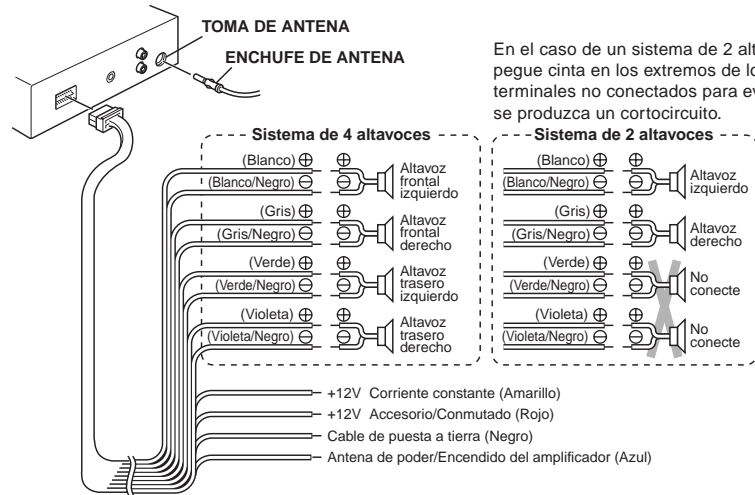 TOMA DE ANTENA
ENCHUFE DE ANTENA
En el caso de un sistema de 2
pegue cinta en los extremos de
terminales no conectados para
se produzca un cortocircuito.
Sistema de 4 altavoces
(Blanco) ⊕ ⊕
(Blanco/Negro) ⊖ ⊖
Altavoz
frontal
izquierdo
(Gris) ⊕ ⊕
(Gris/Negro) ⊖ ⊖
Altavoz
frontal
derecho
(Verde) ⊕ ⊕
(Verde/Negro) ⊖ ⊖
Altavoz
trasero
izquierdo
(Violeta) ⊕ ⊕
(Violeta/Negro) ⊖ ⊖
Altavoz
trasero
derecho
Sistema de 2 altavoces
(Blanco) ⊕ ⊕
(Blanco/Negro) ⊖ ⊖
Altavoz
izquierdo
(Gris) ⊕ ⊕
(Gris/Negro) ⊖ ⊖
Altavoz
derecho
(Verde) ⊕ ⊕
(Verde/Negro) ⊖ ⊖
No
conecte
(Violeta) ⊕ ⊕
(Violeta/Negro) ⊖ ⊖
No
conecte
+12V Corriente constante (Amarillo)
+12V Accesorio/Conmutado (Rojo)
Cable de puesta a tierra (Negro)
Antena de poder/Encendido del amplificador (Azul)